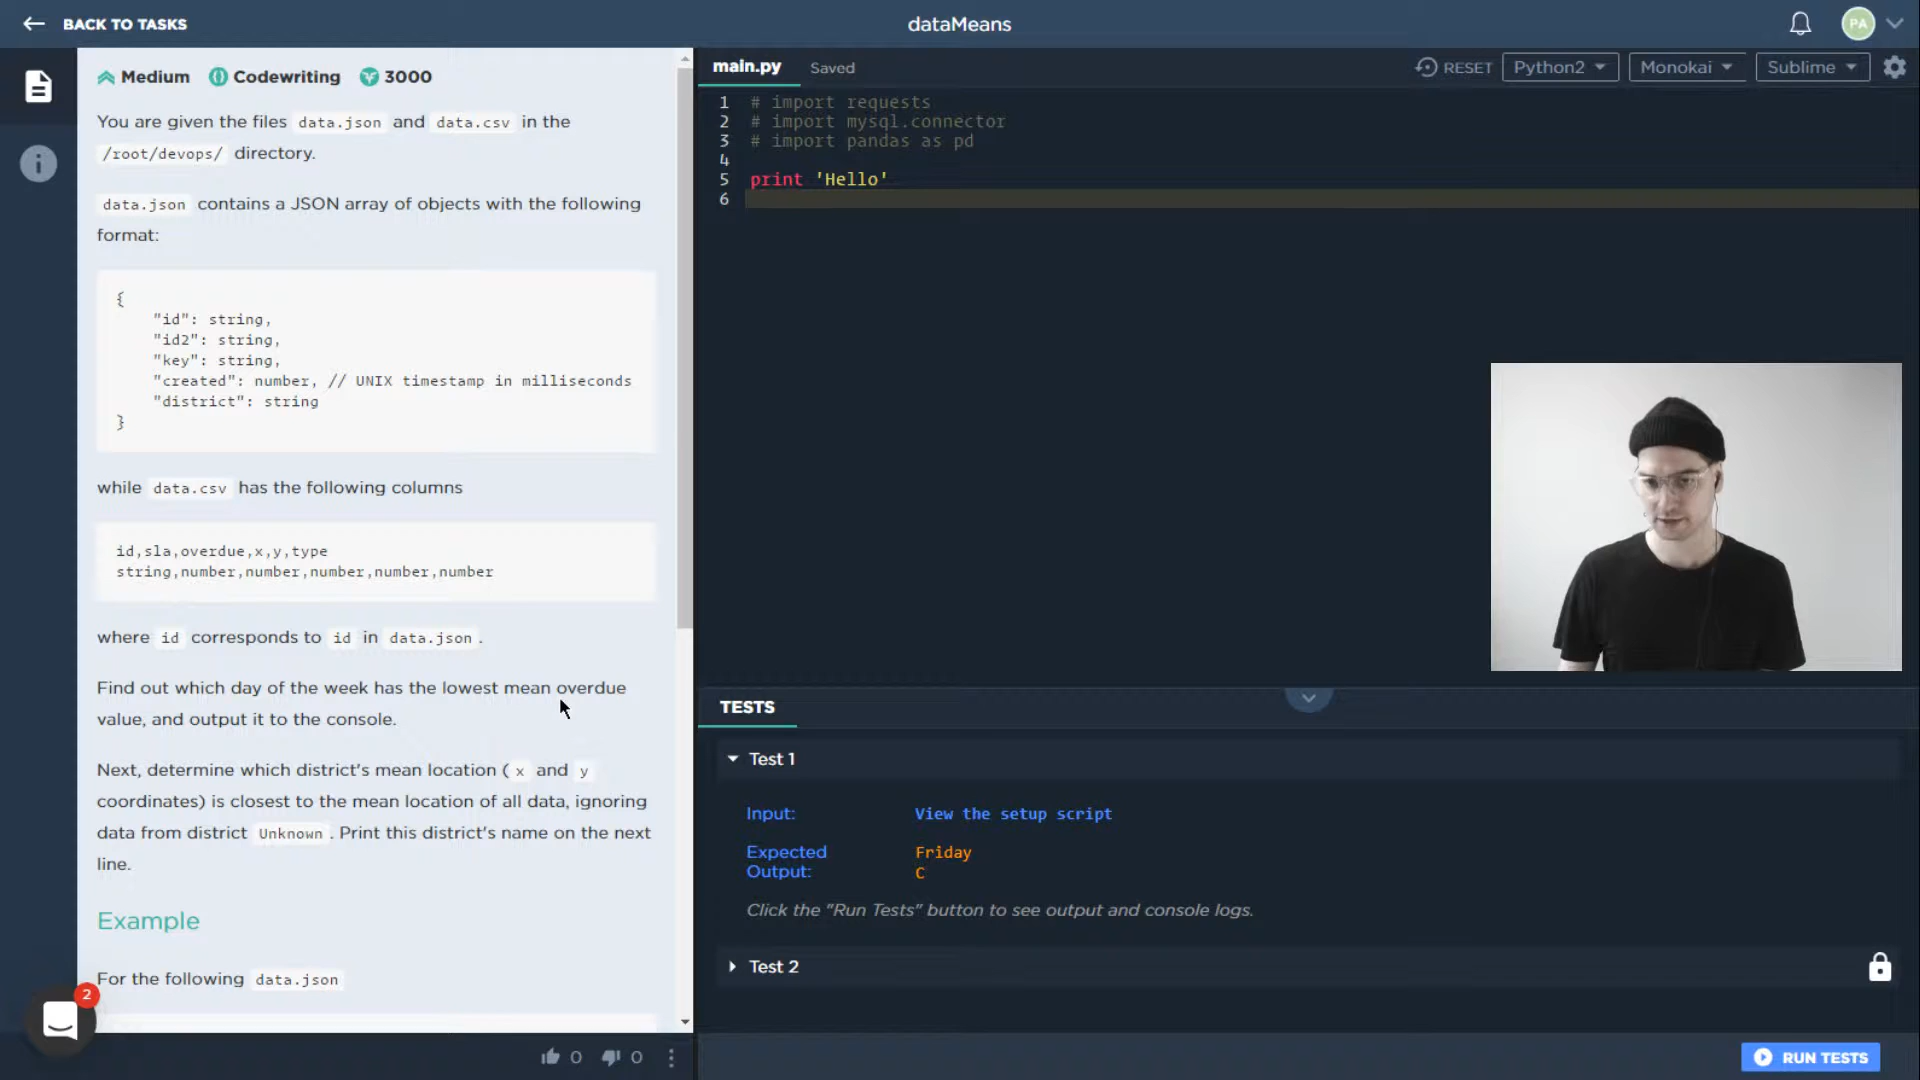 BACK TO TASKS
dataMeans
PA
Medium Codewriting 3000
You are given the files data.json and data.csv in the
/root/devops/ directory.
data.json contains a JSON array of objects with the following
format:
{
"id": string,
"id2": string,
"key": string,
"created": number, // UNIX timestamp in milliseconds
"district": string
}
while data.csv has the following columns
id,sla,overdue,x,y,type
string,number,number,number,number,number
where id corresponds to id in data.json .
Find out which day of the week has the lowest mean overdue
value, and output it to the console.
Next, determine which district's mean location ( x and y
coordinates) is closest to the mean location of all data, ignoring
data from district Unknown . Print this district's name on the next
line.
Example
For the following data.json
2
0 0
main.py Saved
RESET Python2 Monokai Sublime
1 # import requests
2 # import mysql.connector
3 # import pandas as pd
4
5 print 'Hello'
6
TESTS
Test 1
Input: View the setup script
Expected Friday
Output: C
Click the "Run Tests" button to see output and console logs.
Test 2
RUN TESTS